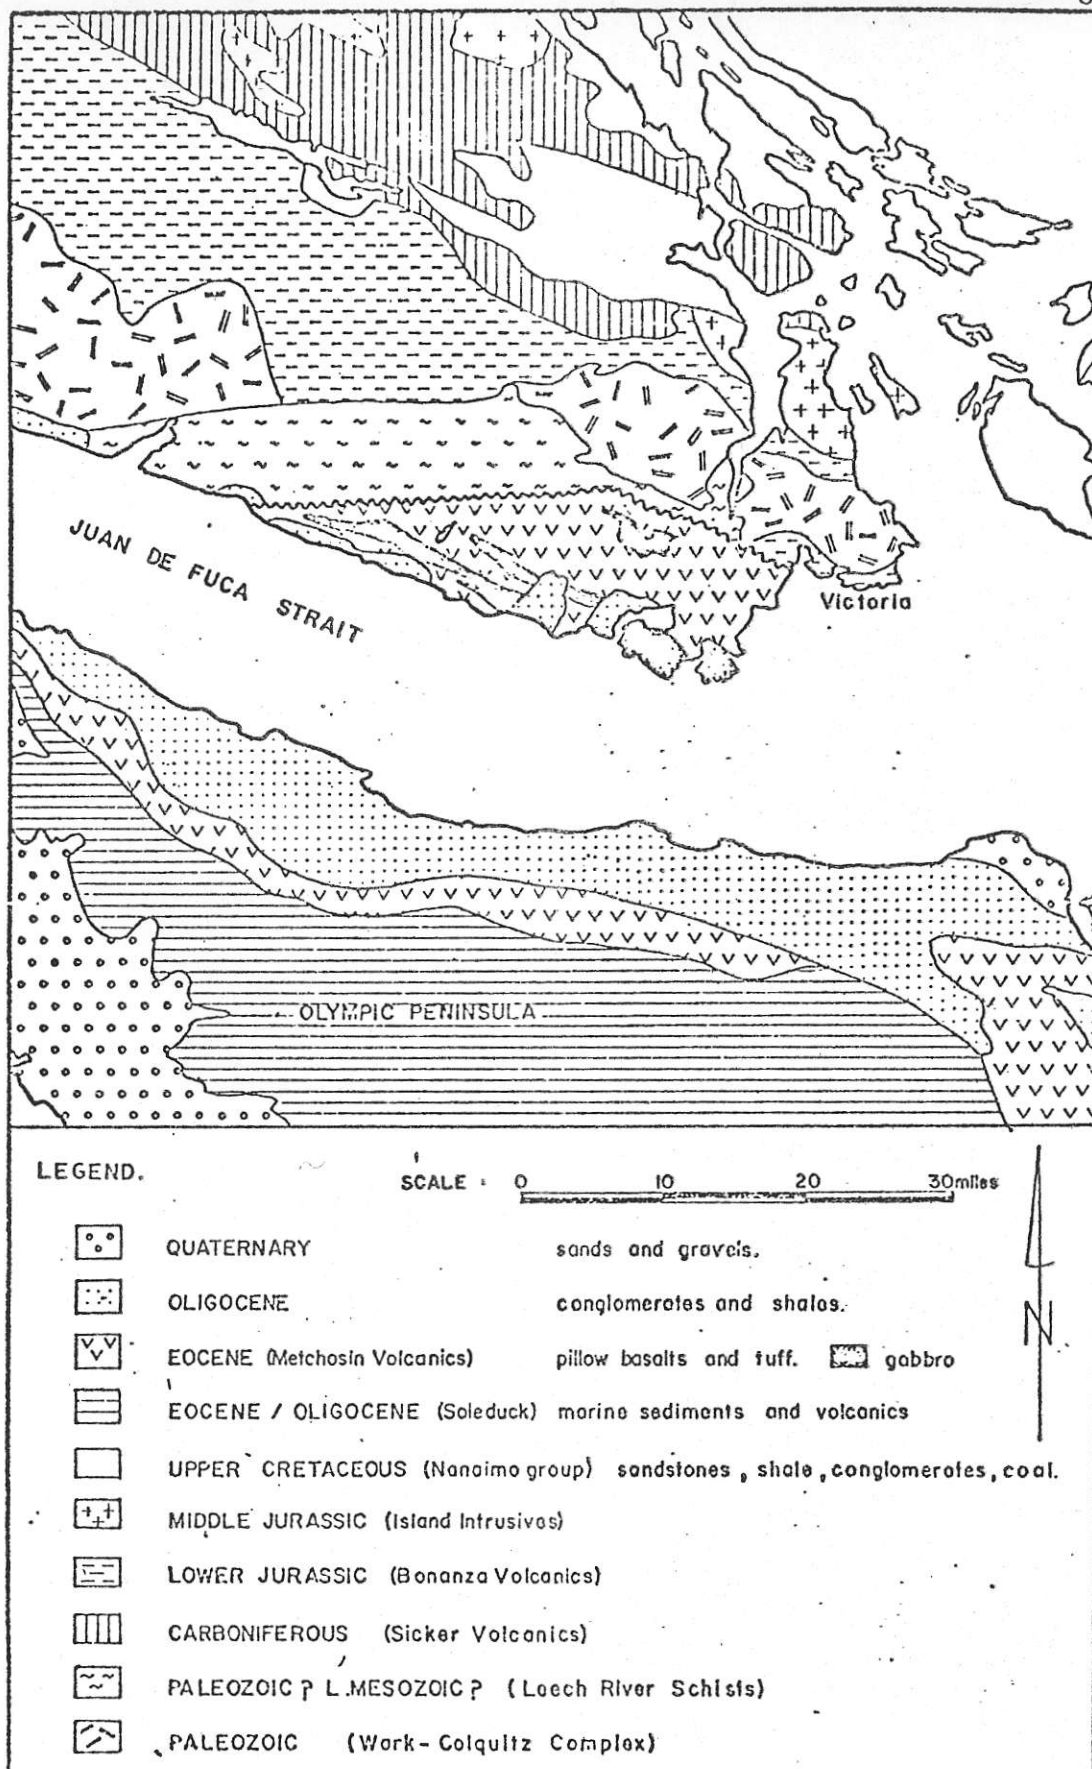 JUAN DE FUCA STRAIT
Victoria
OLYMPIC PENINSULA
LEGEND.
SCALE : 0 10 20 30 miles
QUATERNARY sands and gravels.
OLIGOCENE conglomerates and shales.
EOCENE (Metchosin Volcanics) pillow basalts and tuff. gabbro
EOCENE / OLIGOCENE (Soleduck) marine sediments and volcanics
N
UPPER CRETACEOUS (Nanaimo group) sandstones, shale, conglomerates, coal.
MIDDLE JURASSIC (Island Intrusives)
LOWER JURASSIC (Bonanza Volcanics)
CARBONIFEROUS (Sicker Volcanics)
PALEOZOIC ? L.MESOZOIC ? (Leech River Schists)
PALEOZOIC (Work-Colquitz Complex)